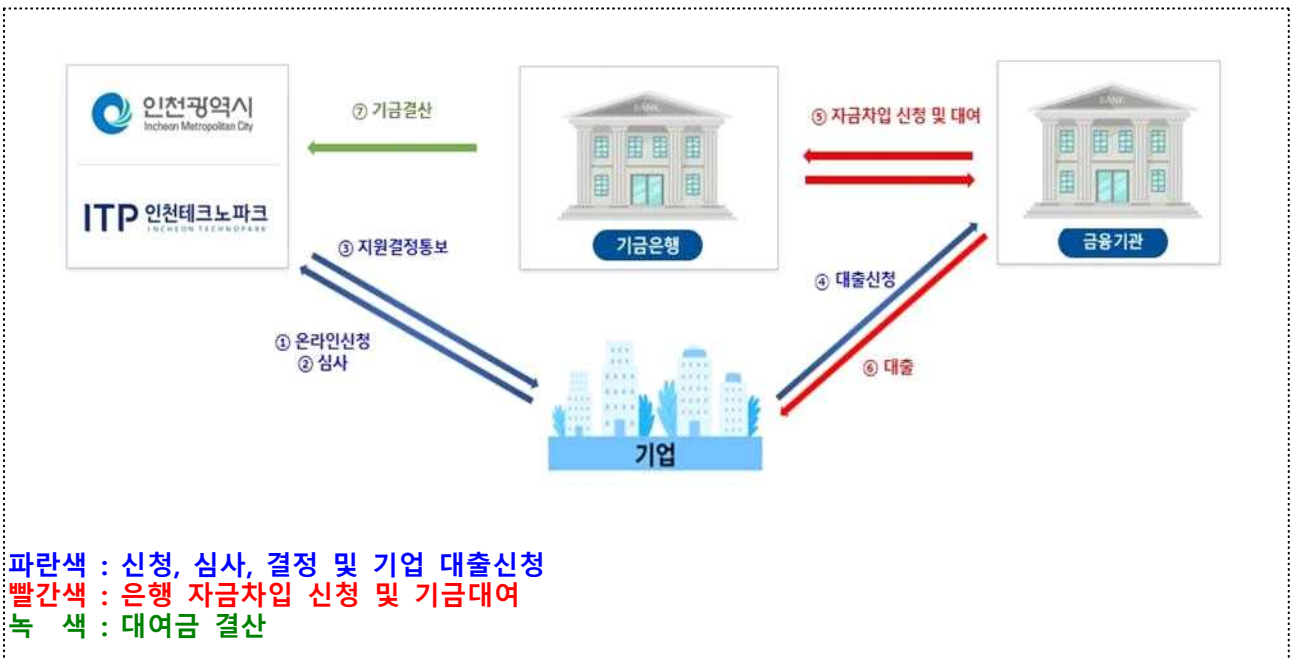 인천광역시
Incheon Metropolitan City
ITP 인천테크노파크
INCHEON TECHNOPARK
⑦ 기금결산
BANK
기금은행
⑤ 자금차입 신청 및 대여
BANK
금융기관
③ 지원결정통보
① 온라인신청
② 심사
④ 대출신청
⑥ 대출
기업
파란색 : 신청, 심사, 결정 및 기업 대출신청
빨간색 : 은행 자금차입 신청 및 기금대여
녹 색 : 대여금 결산